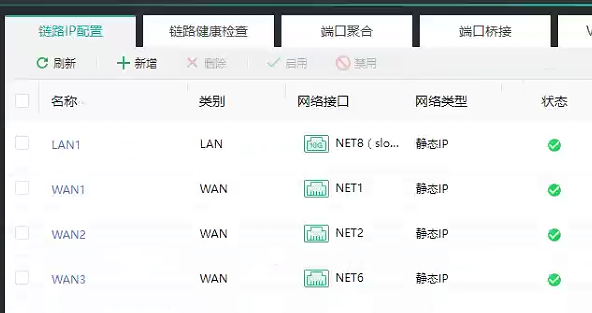 链路IP配置 链路健康检查 端口聚合 端口桥接 V
刷新 新增 删除 启用 禁用
名称 类别 网络接口 网络类型 状态
LAN1 LAN 10G NET8 ( slo... 静态IP
WAN1 WAN NET1 静态IP
WAN2 WAN NET2 静态IP
WAN3 WAN NET6 静态IP